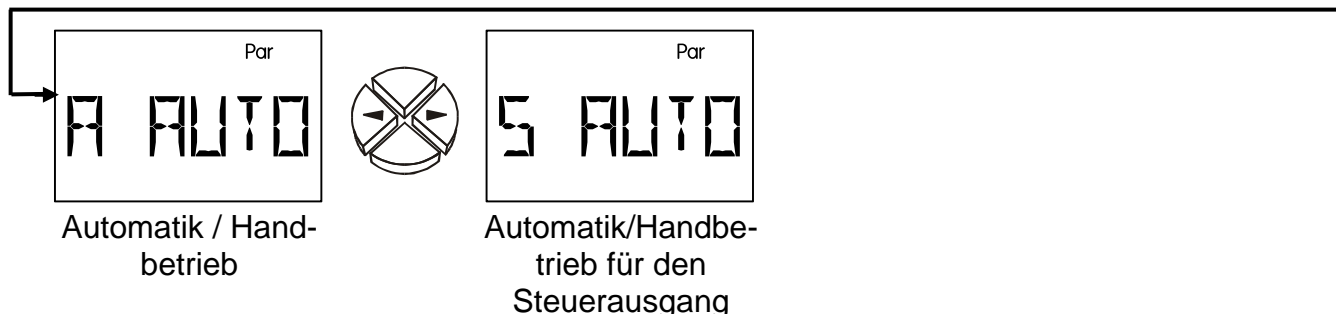 Par
A AUTO
Automatik / Hand-
betrieb
Par
S AUTO
Automatik/Handbe-
trieb für den
Steuerausgang